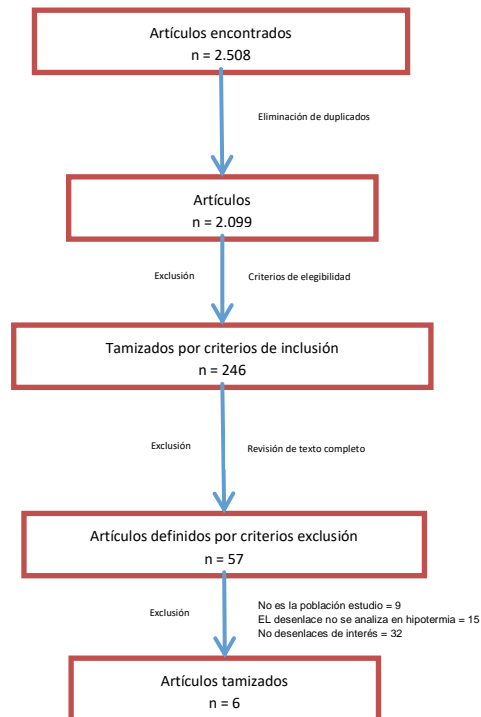 Artículos encontrados
n = 2.508
Eliminación de duplicados
Artículos
n = 2.099
Exclusión
Criterios de elegibilidad
Tamizados por criterios de inclusión
n = 246
Exclusión
Revisión de texto completo
Artículos definidos por criterios exclusión
n = 57
Exclusión
No es la población estudio = 9
EL desenlace no se analiza en hipotermia = 15
No desenlaces de interés = 32
Artículos tamizados
n = 6